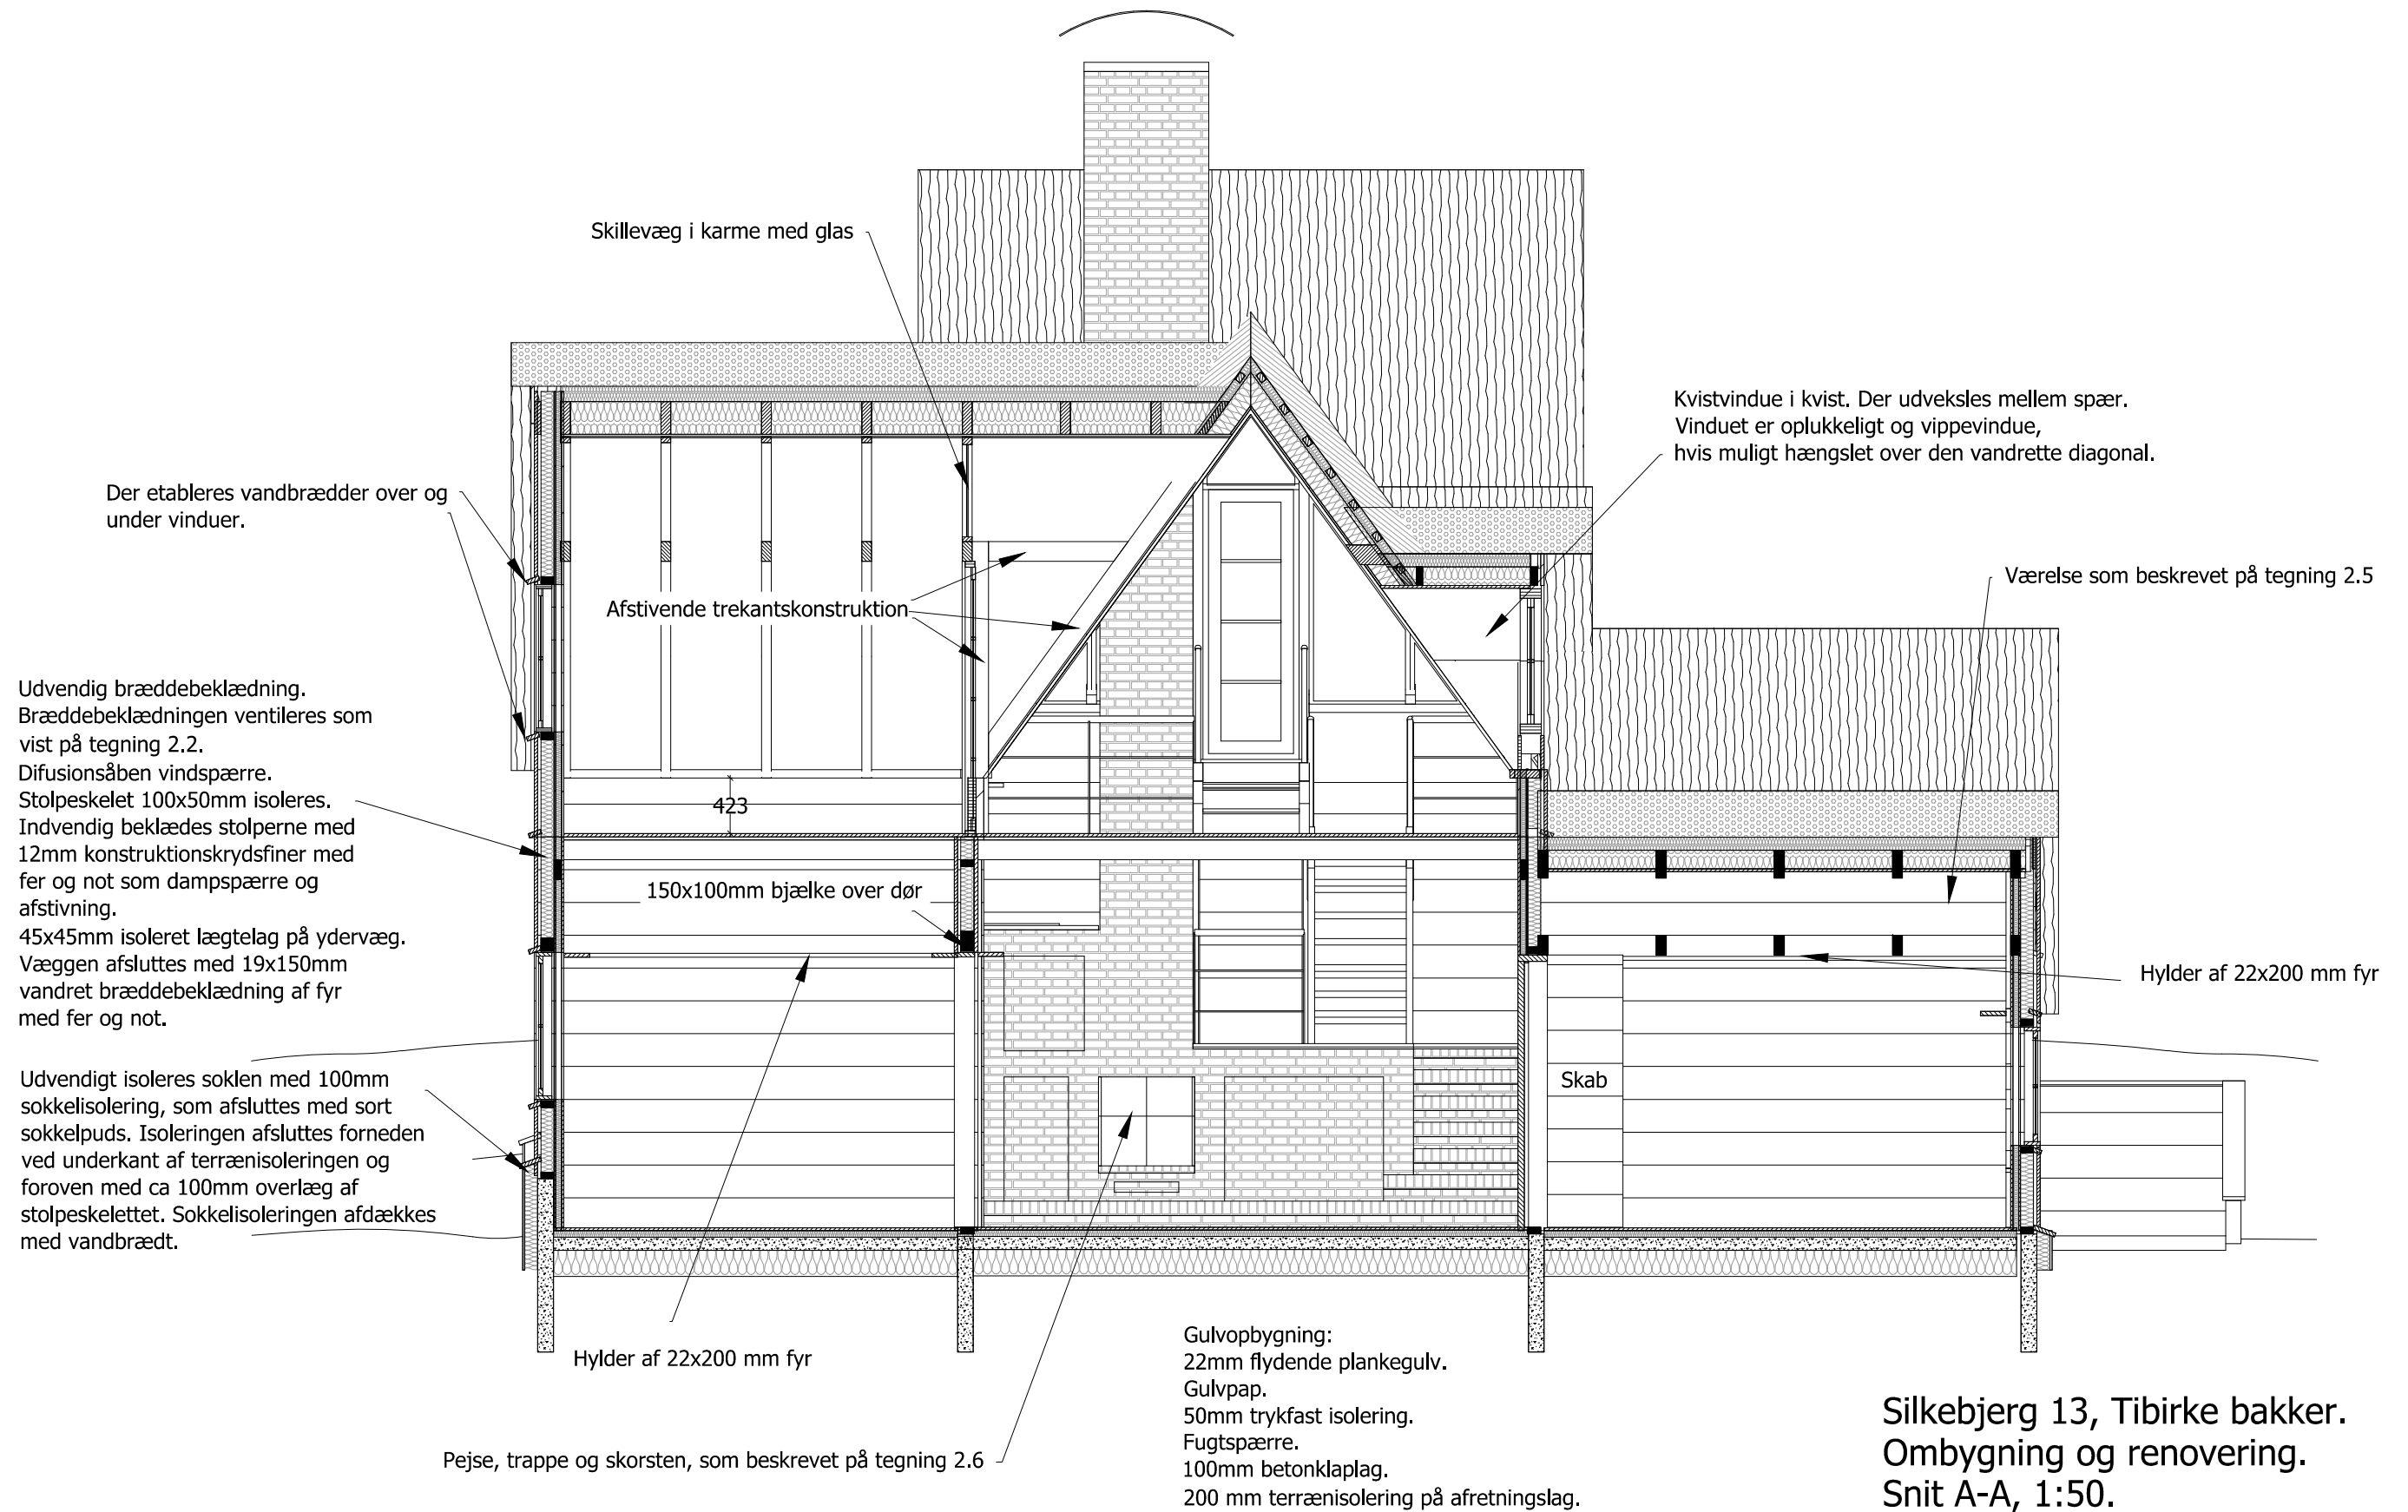 Skillevæg i karme med glas
Kvistvindue i kvist. Der udveksles mellem spær.
Vinduet er oplukkeligt og vippevindue,
hvis muligt hængslet over den vandrette diagonal.
Der etableres vandbrædder over og
under vinduer.
Værelse som beskrevet på tegning 2.5
Afstivende trekantskonstruktion
Udvendig bræddebeklædning.
Bræddebeklædningen ventileres som
vist på tegning 2.2.
Difusionsåben vindspærre.
Stolpeskelet 100x50mm isoleres.
Indvendig beklædes stolperne med
12mm konstruktionskrydsfiner med
fer og not som dampspærre og
afstivning.
45x45mm isoleret lægtelag på ydervæg.
Væggen afsluttes med 19x150mm
vandret bræddebeklædning af fyr
med fer og not.
423
150x100mm bjælke over dør
Hylder af 22x200 mm fyr
Udvendigt isoleres soklen med 100mm
sokkelisolering, som afsluttes med sort
sokkelpuds. Isoleringen afsluttes forneden
ved underkant af terrænisoleringen og
foroven med ca 100mm overlæg af
stolpeskelettet. Sokkelisoleringen afdækkes
med vandbrædt.
Skab
Hylder af 22x200 mm fyr
Pejse, trappe og skorsten, som beskrevet på tegning 2.6
Gulvopbygning:
22mm flydende plankegulv.
Gulvpap.
50mm trykfast isolering.
Fugtspærre.
100mm betonklaplag.
200 mm terrænisolering på afretningslag.
Silkebjerg 13, Tibirke bakker.
Ombygning og renovering.
Snit A-A, 1:50.